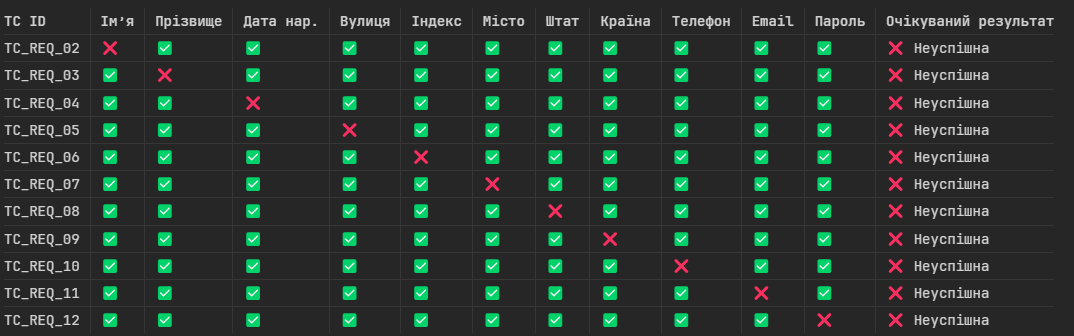 TC ID Ім'я Прізвище Дата нар. Вулиця Індекс Місто Штат Країна Телефон Email Пароль Очікуваний результат
TC_REQ_02 ❌ ✅ ✅ ✅ ✅ ✅ ✅ ✅ ✅ ✅ ✅ ❌ Неуспішна
TC_REQ_03 ✅ ❌ ✅ ✅ ✅ ✅ ✅ ✅ ✅ ✅ ✅ ❌ Неуспішна
TC_REQ_04 ✅ ✅ ❌ ✅ ✅ ✅ ✅ ✅ ✅ ✅ ✅ ❌ Неуспішна
TC_REQ_05 ✅ ✅ ✅ ❌ ✅ ✅ ✅ ✅ ✅ ✅ ✅ ❌ Неуспішна
TC_REQ_06 ✅ ✅ ✅ ✅ ❌ ✅ ✅ ✅ ✅ ✅ ✅ ❌ Неуспішна
TC_REQ_07 ✅ ✅ ✅ ✅ ✅ ❌ ✅ ✅ ✅ ✅ ✅ ❌ Неуспішна
TC_REQ_08 ✅ ✅ ✅ ✅ ✅ ✅ ❌ ✅ ✅ ✅ ✅ ❌ Неуспішна
TC_REQ_09 ✅ ✅ ✅ ✅ ✅ ✅ ✅ ❌ ✅ ✅ ✅ ❌ Неуспішна
TC_REQ_10 ✅ ✅ ✅ ✅ ✅ ✅ ✅ ✅ ❌ ✅ ✅ ❌ Неуспішна
TC_REQ_11 ✅ ✅ ✅ ✅ ✅ ✅ ✅ ✅ ✅ ❌ ✅ ❌ Неуспішна
TC_REQ_12 ✅ ✅ ✅ ✅ ✅ ✅ ✅ ✅ ✅ ✅ ❌ ❌ Неуспішна